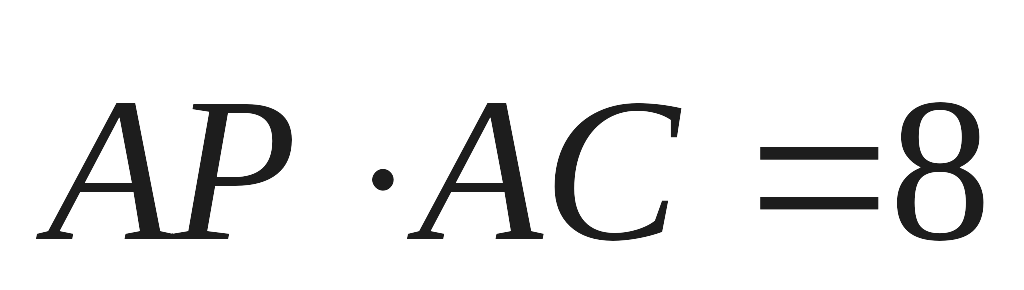 AP · AC = 8